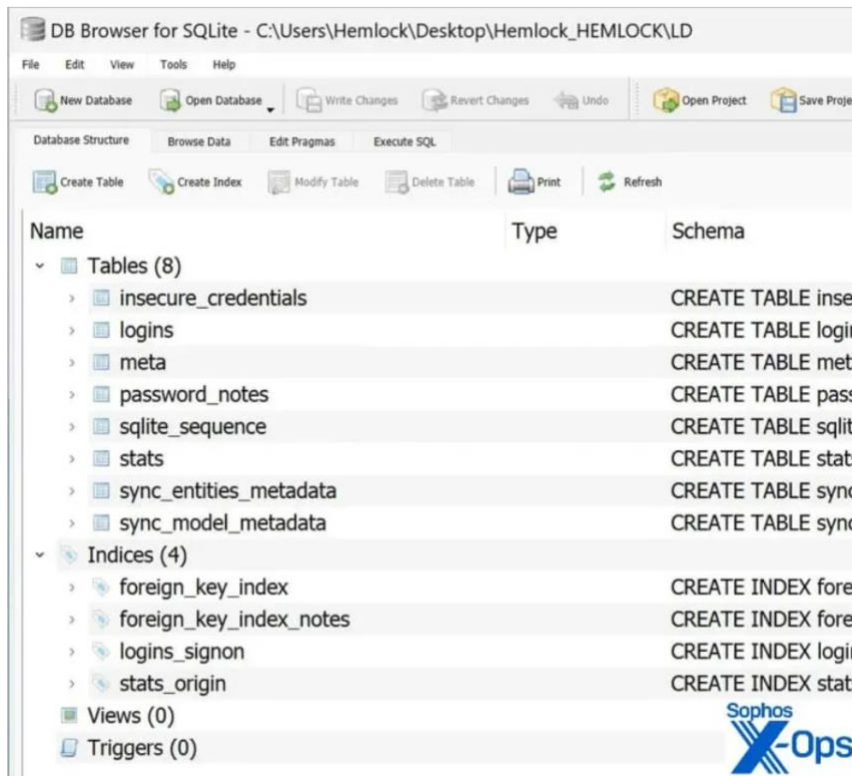 DB Browser for SQLite - C:\Users\Hemlock\Desktop\Hemlock_HEMLOCK\LD
File Edit View Tools Help
New Database Open Database Write Changes Revert Changes Undo Open Project Save Proje
Database Structure Browse Data Edit Pragmas Execute SQL
Create Table Create Index Modify Table Delete Table Print Refresh
Name Type Schema
Tables (8)
insecure_credentials CREATE TABLE inse
logins CREATE TABLE logi
meta CREATE TABLE met
password_notes CREATE TABLE pass
sqlite_sequence CREATE TABLE sqlit
stats CREATE TABLE stat
sync_entities_metadata CREATE TABLE sync
sync_model_metadata CREATE TABLE sync
Indices (4)
foreign_key_index CREATE INDEX fore
foreign_key_index_notes CREATE INDEX fore
logins_signon CREATE INDEX logi
stats_origin CREATE INDEX stat
Views (0)
Triggers (0)
Sophos
X-Ops